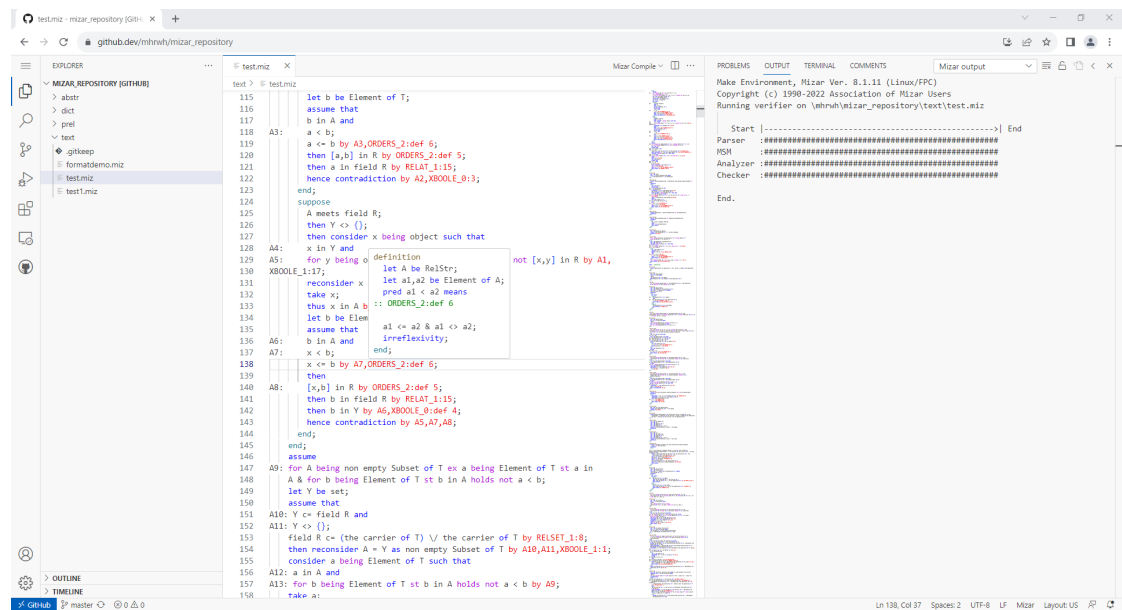 test.miz - mizar_repository [GitH
github.dev/mhrwh/mizar_repository
EXPLORER
MIZAR_REPOSITORY [GITHUB]
abstr
dict
prel
text
.gitkeep
formatdemo.miz
test.miz
test1.miz
OUTLINE
TIMELINE
test.miz
Mizar Compile
text > test.miz
115 let b be Element of T;
116 assume that
117 b in A and
118 A3: a < b;
119 a <= b by A3,ORDERS_2:def 6;
120 then [a,b] in R by ORDERS_2:def 5;
121 then a in field R by RELAT_1:15;
122 hence contradiction by A2,XBOOLE_0:3;
123 end;
124 suppose
125 A meets field R;
126 then Y <> {};
127 then consider x being object such that
128 A4: x in Y and
129 A5: for y being o not [x,y] in R by A1,
130 XBOOLE_1:17;
131 reconsider x
132 take x;
133 thus x in A b
134 let b be Elem
135 assume that
136 A6: b in A and
137 A7: x < b;
138 x <= b by A7,ORDERS_2:def 6;
139 then
140 A8: [x,b] in R by ORDERS_2:def 5;
141 then b in field R by RELAT_1:15;
142 then b in Y by A6,XBOOLE_0:def 4;
143 hence contradiction by A5,A7,A8;
144 end;
145 end;
146 assume
147 A9: for A being non empty Subset of T ex a being Element of T st a in
148 A & for b being Element of T st b in A holds not a < b;
149 let Y be set;
150 assume that
151 A10: Y c= field R and
152 A11: Y <> {};
153 field R c= (the carrier of T) \/ the carrier of T by RELSET_1:8;
154 then reconsider A = Y as non empty Subset of T by A10,A11,XBOOLE_1:1;
155 consider a being Element of T such that
156 A12: a in A and
157 A13: for b being Element of T st b in A holds not a < b by A9;
158 take a;
definition
let A be RelStr;
let a1,a2 be Element of A;
pred a1 < a2 means
:: ORDERS_2:def 6
a1 <= a2 & a1 <> a2;
irreflexivity;
end;
PROBLEMS OUTPUT TERMINAL COMMENTS
Mizar output
Make Environment, Mizar Ver. 8.1.11 (Linux/FPC)
Copyright (c) 1990-2022 Association of Mizar Users
Running verifier on \mhrwh\mizar_repository\text\test.miz
Start |------------------------------------------------->| End
Parser :##################################################
MSM :##################################################
Analyzer :##################################################
Checker :##################################################
End.
GitHub master 0 0
Ln 138, Col 37 Spaces: 2 UTF-8 LF Mizar Layout: US